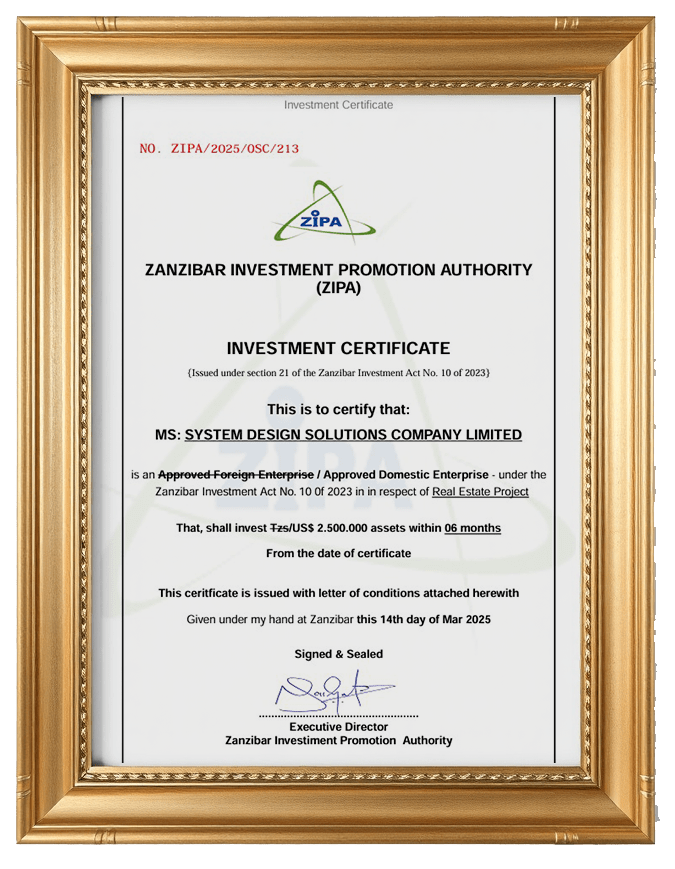 Investment Certificate
NO. ZIPA/2025/OSC/213
ZIPA
ZANZIBAR INVESTMENT PROMOTION AUTHORITY
(ZIPA)
INVESTMENT CERTIFICATE
{Issued under section 21 of the Zanzibar Investment Act No. 10 of 2023}
This is to certify that:
MS: SYSTEM DESIGN SOLUTIONS COMPANY LIMITED
is an Approved Foreign Enterprise / Approved Domestic Enterprise - under the
Zanzibar Investment Act No. 10 0f 2023 in in respect of Real Estate Project
That, shall invest Tzs/US$ 2.500.000 assets within 06 months
From the date of certificate
This ceritficate is issued with letter of conditions attached herewith
Given under my hand at Zanzibar this 14th day of Mar 2025
Signed & Sealed
Executive Director
Zanzibar Investiment Promotion Authority